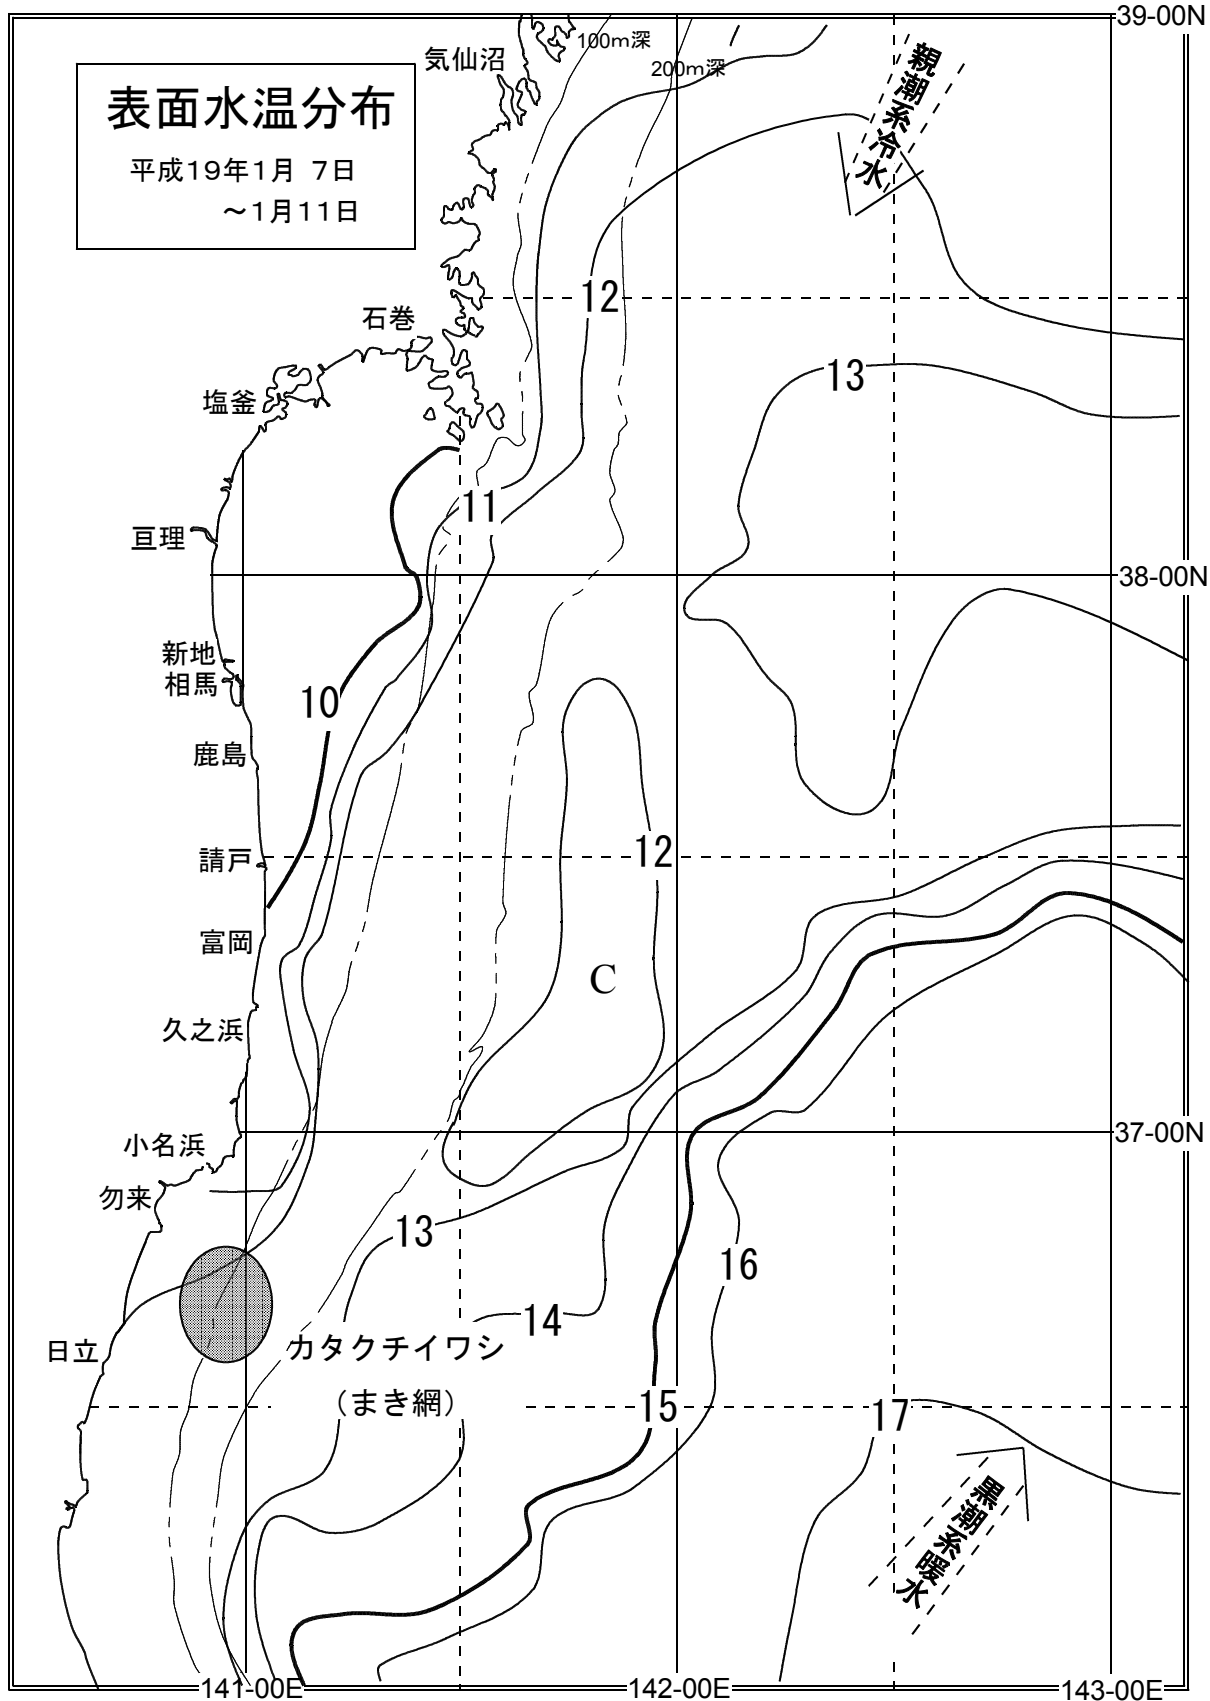 39-00N
100m深
気仙沼
200m深
親潮系冷水
表面水温分布
平成19年1月 7日
～1月11日
12
石巻
13
塩釜
11
亘理
38-00N
新地
相馬
10
鹿島
12
請戸
富岡
C
久之浜
37-00N
小名浜
勿来
13
16
14
カタクチイワシ
日立
（まき網）
15
17
黒潮系暖水
141-00E
142-00E
143-00E